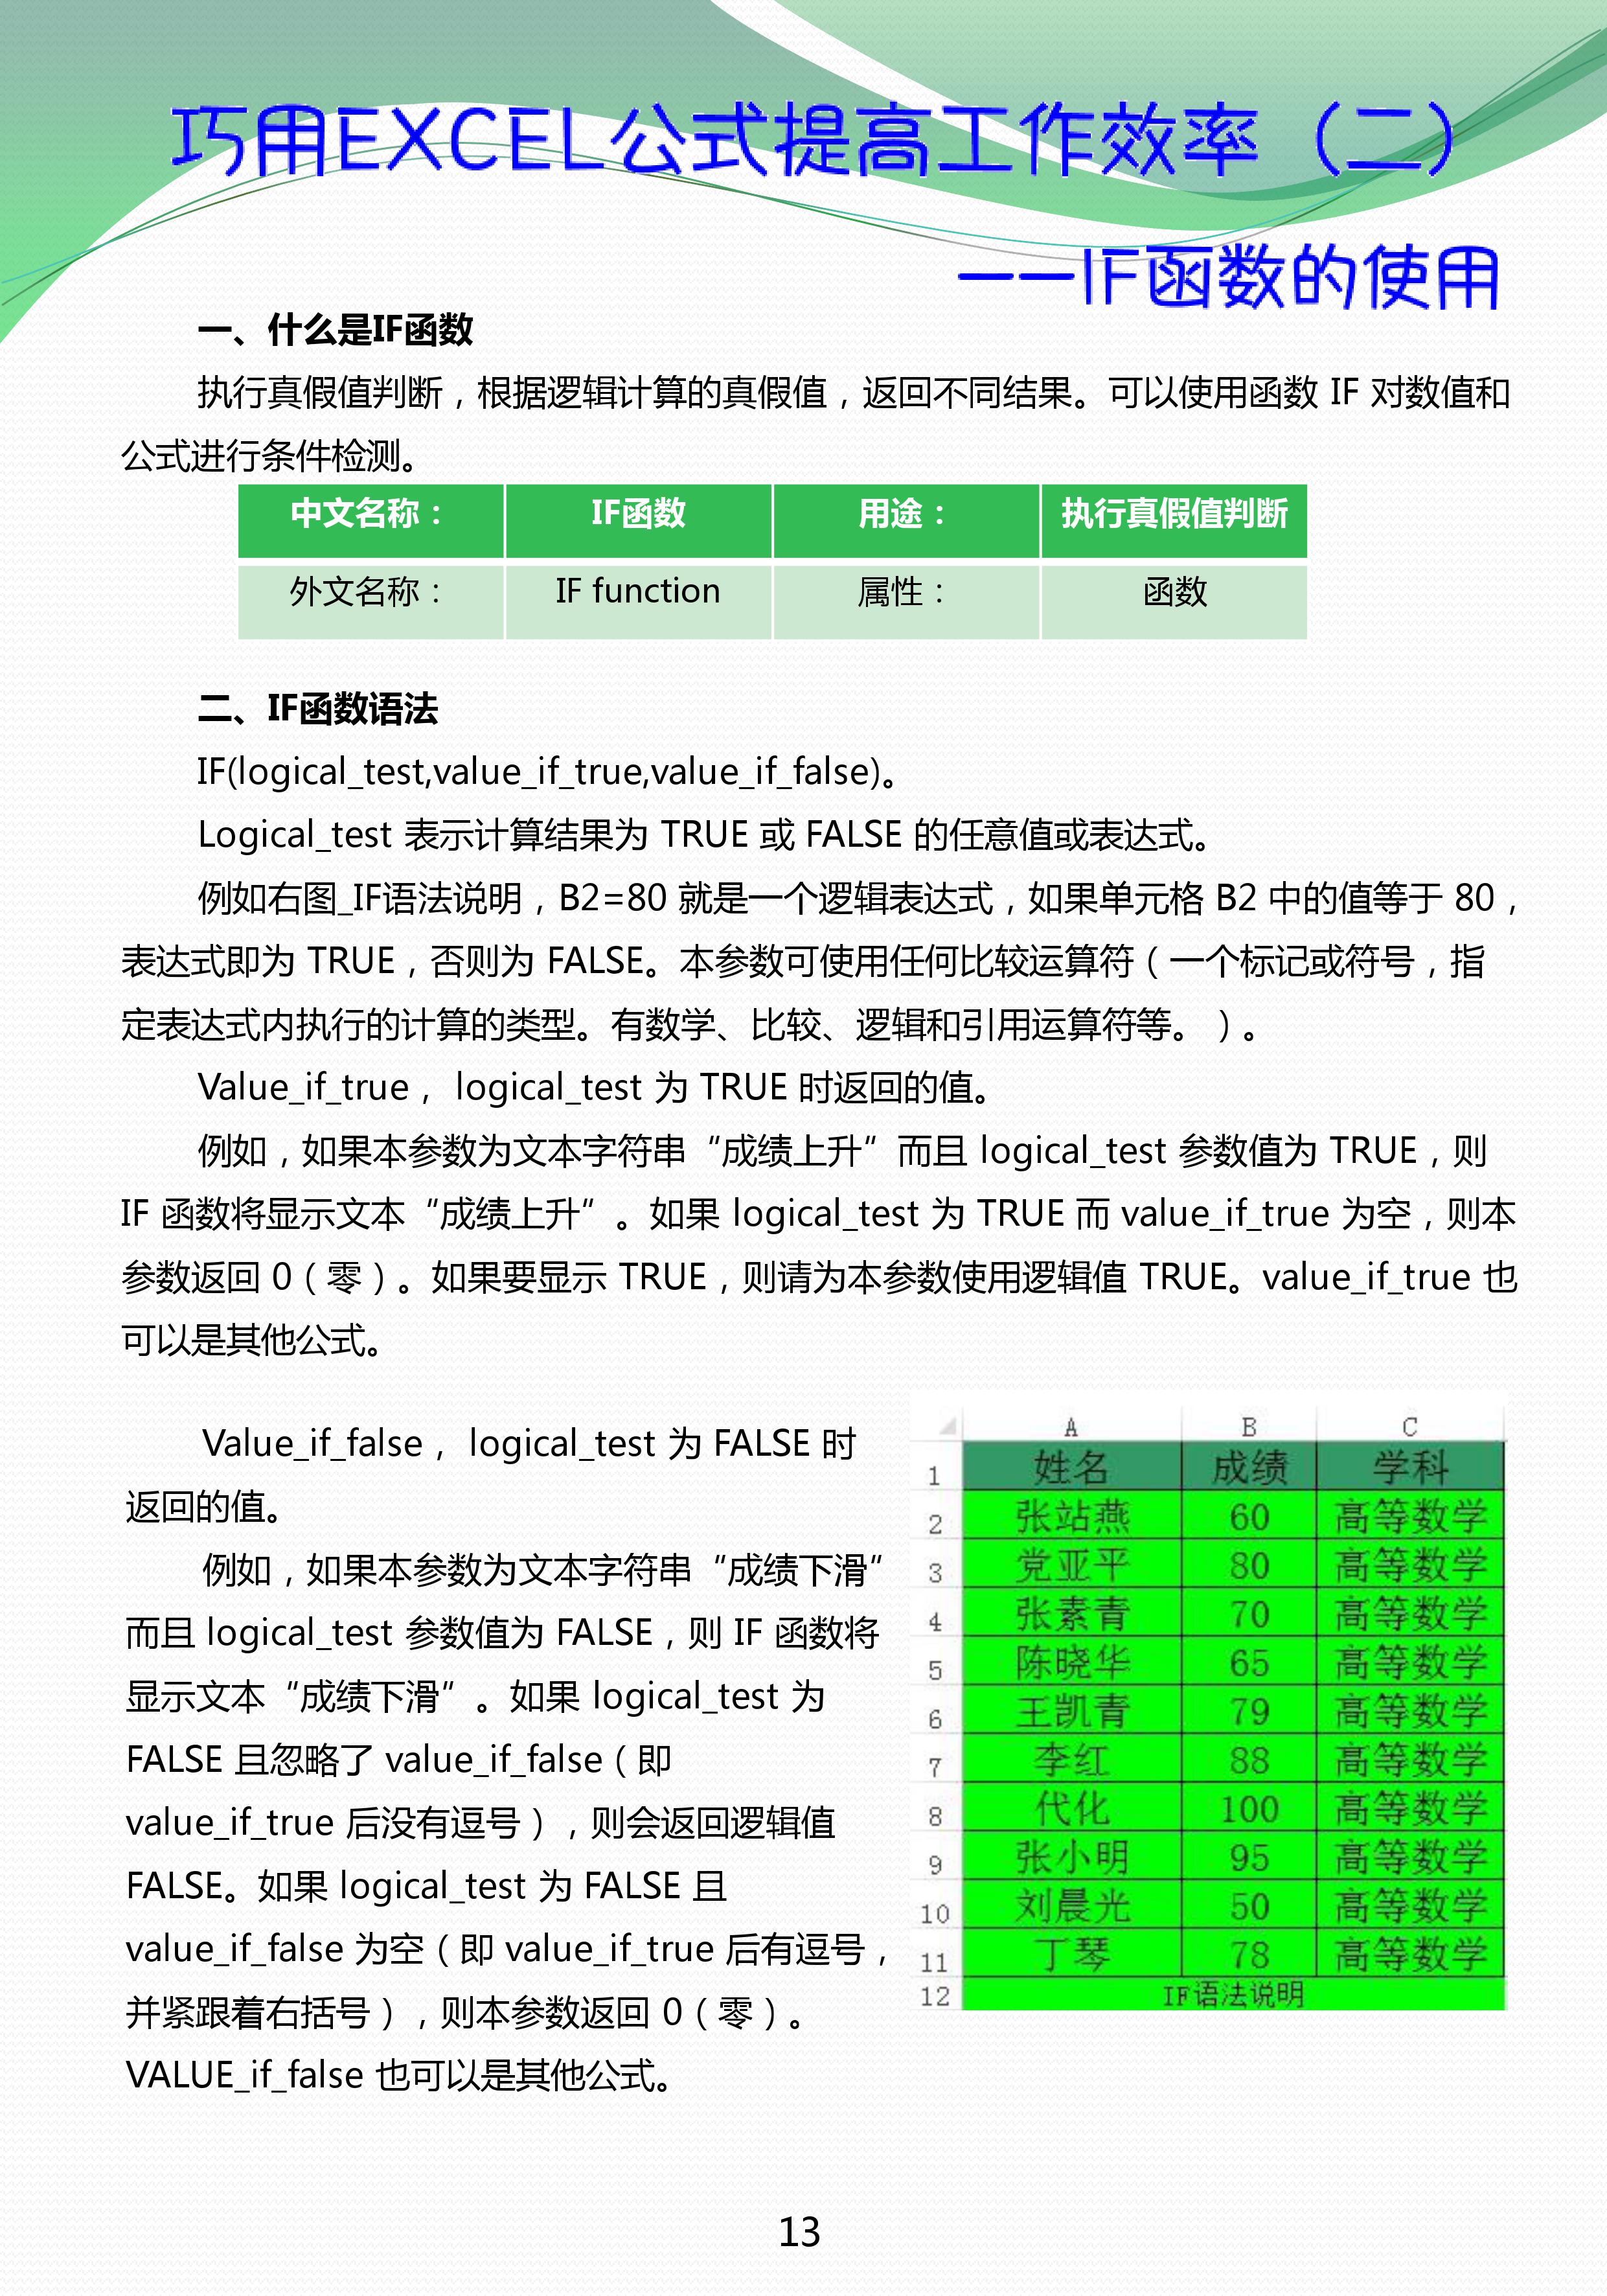 巧用EXCEL公式提高工作效率（二）
——IF函数的使用
一、什么是IF函数
执行真假值判断，根据逻辑计算的真假值，返回不同结果。可以使用函数 IF 对数值和
公式进行条件检测。
中文名称： IF函数 用途： 执行真假值判断
外文名称： IF function 属性： 函数
二、IF函数语法
IF(logical_test,value_if_true,value_if_false)。
Logical_test 表示计算结果为 TRUE 或 FALSE 的任意值或表达式。
例如右图_IF语法说明，B2=80 就是一个逻辑表达式，如果单元格 B2 中的值等于 80，
表达式即为 TRUE，否则为 FALSE。本参数可使用任何比较运算符（一个标记或符号，指
定表达式内执行的计算的类型。有数学、比较、逻辑和引用运算符等。）。
Value_if_true， logical_test 为 TRUE 时返回的值。
例如，如果本参数为文本字符串“成绩上升”而且 logical_test 参数值为 TRUE，则
IF 函数将显示文本“成绩上升”。如果 logical_test 为 TRUE 而 value_if_true 为空，则本
参数返回 0（零）。如果要显示 TRUE，则请为本参数使用逻辑值 TRUE。value_if_true 也
可以是其他公式。
Value_if_false， logical_test 为 FALSE 时
返回的值。
例如，如果本参数为文本字符串“成绩下滑”
而且 logical_test 参数值为 FALSE，则 IF 函数将
显示文本“成绩下滑”。如果 logical_test 为
FALSE 且忽略了 value_if_false（即
value_if_true 后没有逗号），则会返回逻辑值
FALSE。如果 logical_test 为 FALSE 且
value_if_false 为空（即 value_if_true 后有逗号，
并紧跟着右括号），则本参数返回 0（零）。
VALUE_if_false 也可以是其他公式。
A B C
1 姓名 成绩 学科
2 张站燕 60 高等数学
3 党亚平 80 高等数学
4 张素青 70 高等数学
5 陈晓华 65 高等数学
6 王凯青 79 高等数学
7 李红 88 高等数学
8 代化 100 高等数学
9 张小明 95 高等数学
10 刘晨光 50 高等数学
11 丁琴 78 高等数学
12 IF语法说明
13